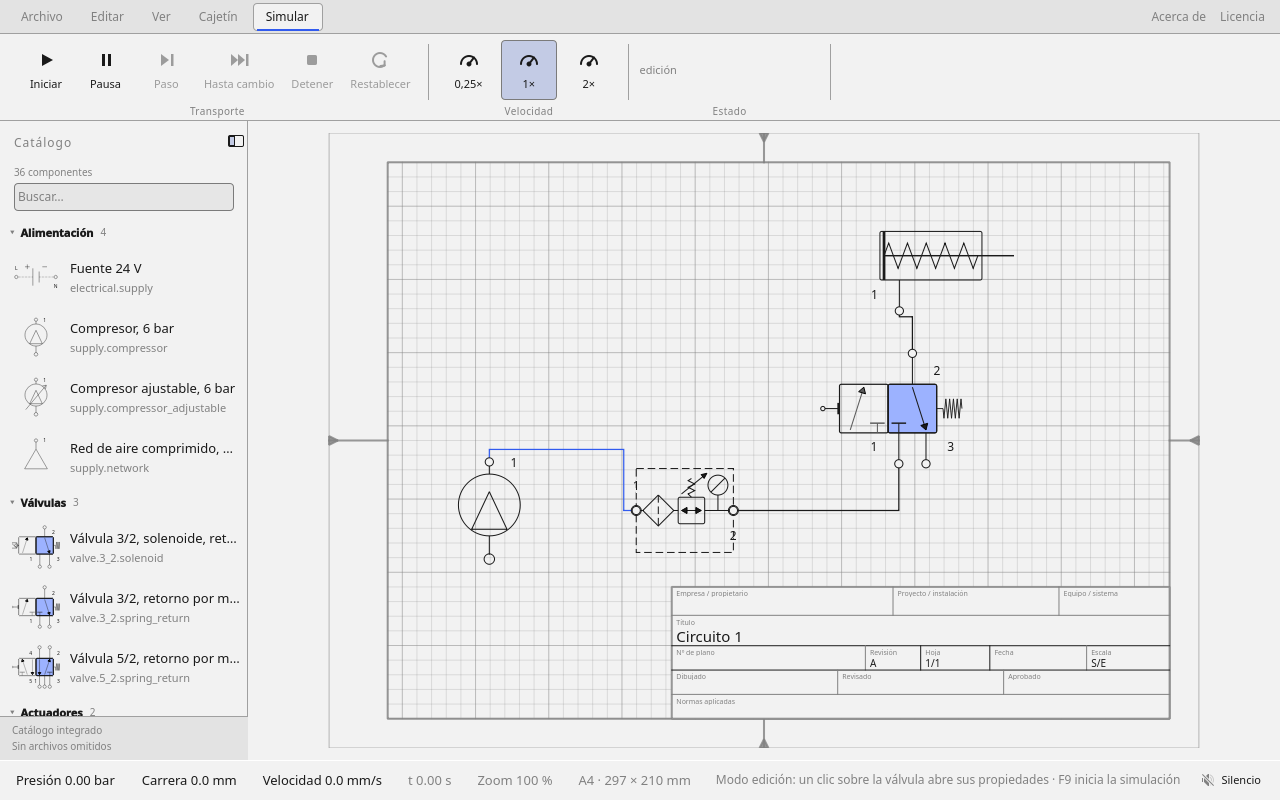 Archivo Editar Ver Cajetín Simular Acerca de Licencia
Iniciar Pausa Paso Hasta cambio Detener Restablecer 0,25× 1× 2× edición
Transporte Velocidad Estado
Catálogo
36 componentes
Buscar...
Alimentación 4
Fuente 24 V
electrical.supply
Compresor, 6 bar
supply.compressor
Compresor ajustable, 6 bar
supply.compressor_adjustable
Red de aire comprimido, ...
supply.network
Válvulas 3
Válvula 3/2, solenoide, ret...
valve.3_2.solenoid
Válvula 3/2, retorno por m...
valve.3_2.spring_return
Válvula 5/2, retorno por m...
valve.5_2.spring_return
Actuadores 2
Catálogo integrado
Sin archivos omitidos
1
2
1 3
1
1
2
Empresa / propietario Proyecto / instalación Equipo / sistema
Título
Circuito 1
Nº de plano Revisión Hoja Fecha Escala
A 1/1 S/E
Dibujado Revisado Aprobado
Normas aplicadas
Presión 0.00 bar Carrera 0.0 mm Velocidad 0.0 mm/s t 0.00 s Zoom 100 % A4 · 297 × 210 mm Modo edición: un clic sobre la válvula abre sus propiedades · F9 inicia la simulación Silencio